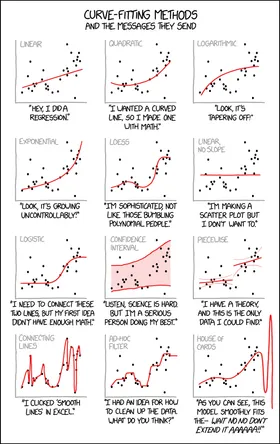 CURVE-FITTING METHODS
AND THE MESSAGES THEY SEND
LINEAR
"HEY, I DID A
REGRESSION."
QUADRATIC
"I WANTED A CURVED
LINE, SO I MADE ONE
WITH MATH."
LOGARITHMIC
"LOOK, IT'S
TAPERING OFF!"
EXPONENTIAL
"LOOK, IT'S GROWING
UNCONTROLLABLY!"
LOESS
"I'M SOPHISTICATED, NOT
LIKE THOSE BUMBLING
POLYNOMIAL PEOPLE."
LINEAR,
NO SLOPE
"I'M MAKING A
SCATTER PLOT BUT
I DON'T WANT TO."
LOGISTIC
"I NEED TO CONNECT THESE
TWO LINES, BUT MY FIRST IDEA
DIDN'T HAVE ENOUGH MATH."
CONFIDENCE
INTERVAL
"LISTEN, SCIENCE IS HARD.
BUT I'M A SERIOUS
PERSON DOING MY BEST."
PIECEWISE
"I HAVE A THEORY,
AND THIS IS THE ONLY
DATA I COULD FIND."
CONNECTING
LINES
"I CLICKED 'SMOOTH
LINES' IN EXCEL."
AD-HOC
FILTER
"I HAD AN IDEA FOR HOW
TO CLEAN UP THE DATA.
WHAT DO YOU THINK?"
HOUSE OF
CARDS
"AS YOU CAN SEE, THIS
MODEL SMOOTHLY FITS
THE- WAIT NO NO DON'T
EXTEND IT AAAAAA!!"